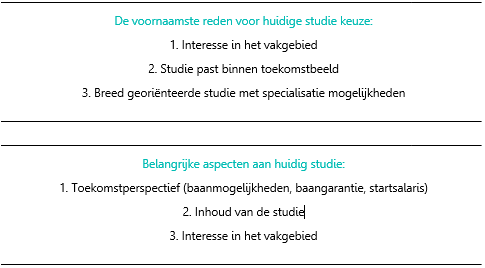 De voornaamste reden voor huidige studie keuze:
1. Interesse in het vakgebied
2. Studie past binnen toekomstbeeld
3. Breed georiënteerde studie met specialisatie mogelijkheden
Belangrijke aspecten aan huidig studie:
1. Toekomstperspectief (baanmogelijkheden, baangarantie, startsalaris)
2. Inhoud van de studie
3. Interesse in het vakgebied